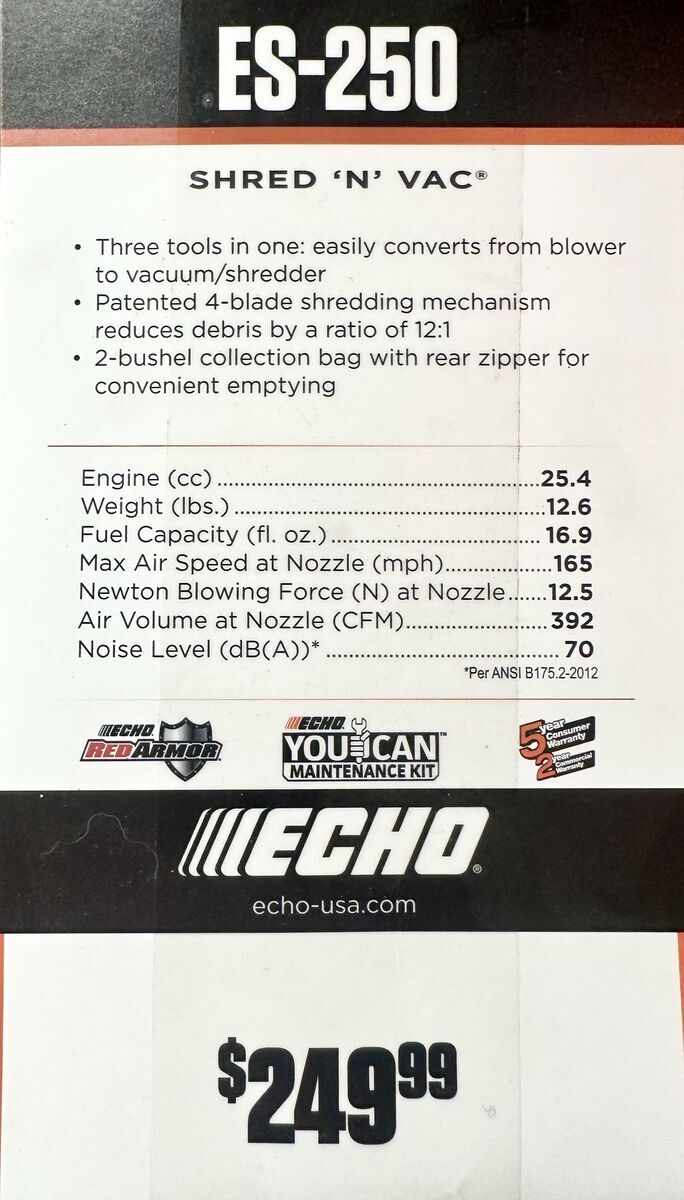 ES-250
SHRED ‘N’ VAC®
• Three tools in one: easily converts from blower
to vacuum/shredder
• Patented 4-blade shredding mechanism
reduces debris by a ratio of 12:1
• 2-bushel collection bag with rear zipper for
convenient emptying
Engine (cc) ........................................ 25.4
Weight (lbs.) ...................................... 12.6
Fuel Capacity (fl. oz.) .......................... 16.9
Max Air Speed at Nozzle (mph) ............. 165
Newton Blowing Force (N) at Nozzle ...... 12.5
Air Volume at Nozzle (CFM) ................. 392
Noise Level (dB(A))* ............................ 70
*Per ANSI B175.2-2012
ECHO
RED ARMOR
ECHO
YOU CAN™
MAINTENANCE KIT
5 year Consumer Warranty
2 year Commercial Warranty
ECHO®
echo-usa.com
$249.99